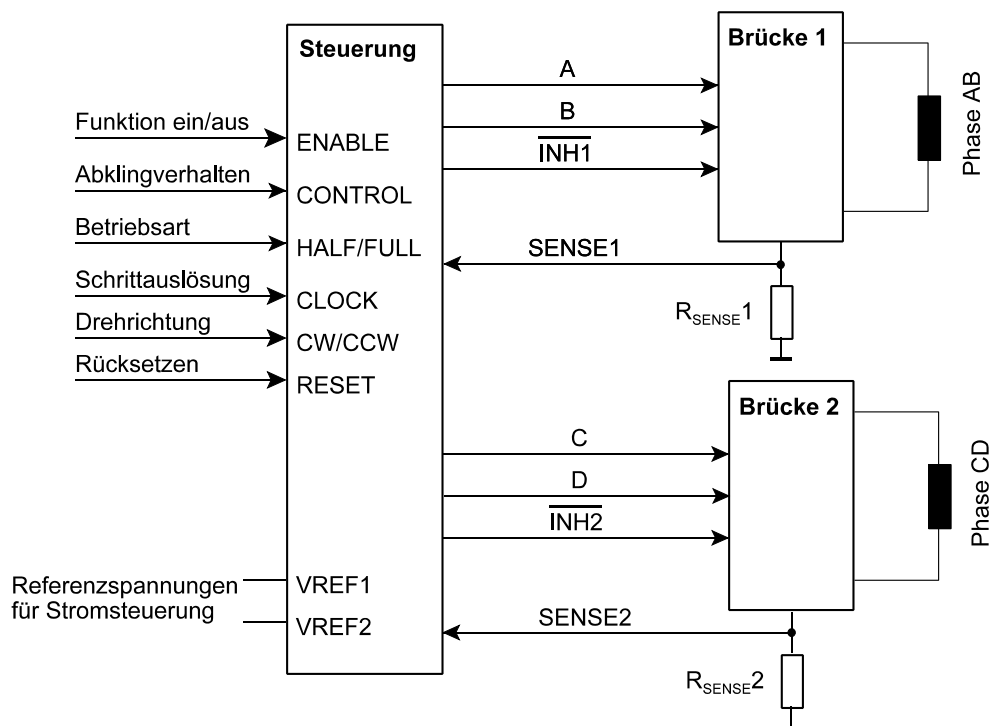 Steuerung
Brücke 1
A
B
INH1
Phase AB
Funktion ein/aus
ENABLE
Abklingverhalten
CONTROL
Betriebsart
HALF/FULL
SENSE1
Schrittauslösung
CLOCK
RSENSE1
Drehrichtung
CW/CCW
Rücksetzen
RESET
Brücke 2
C
D
INH2
Phase CD
Referenzspannungen
für Stromsteuerung
VREF1
VREF2
SENSE2
RSENSE2